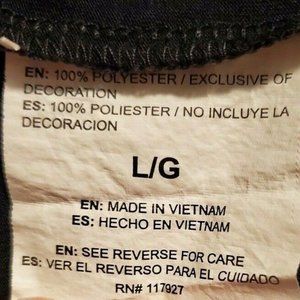 EN: 100% POLYESTER / EXCLUSIVE OF
DECORATION
ES: 100% POLYESTER / NO INCLUYE LA
DECORACION
L/G
EN: MADE IN VIETNAM
ES: HECHO EN VIETNAM
EN: SEE REVERSE FOR CARE
ES: VER EL REVERSO PARA EL CUIDADO
RN# 117927